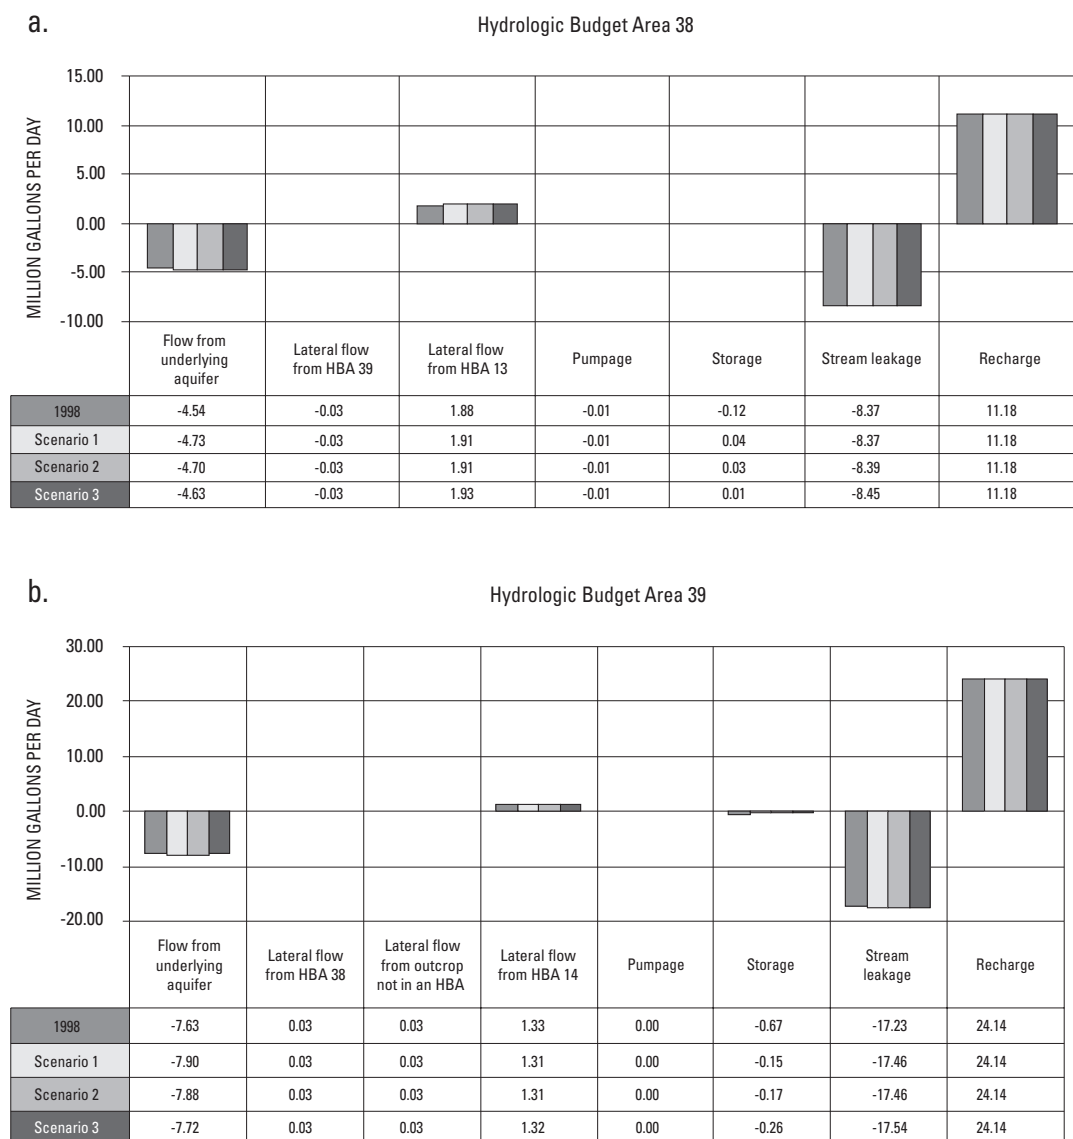 a.
Hydrologic Budget Area 38
MILLION GALLONS PER DAY
15.00
10.00
5.00
0.00
-5.00
-10.00
Flow from underlying aquifer
Lateral flow from HBA 39
Lateral flow from HBA 13
Pumpage
Storage
Stream leakage
Recharge
1998 -4.54 -0.03 1.88 -0.01 -0.12 -8.37 11.18
Scenario 1 -4.73 -0.03 1.91 -0.01 0.04 -8.37 11.18
Scenario 2 -4.70 -0.03 1.91 -0.01 0.03 -8.39 11.18
Scenario 3 -4.63 -0.03 1.93 -0.01 0.01 -8.45 11.18
b.
Hydrologic Budget Area 39
MILLION GALLONS PER DAY
30.00
20.00
10.00
0.00
-10.00
-20.00
Flow from underlying aquifer
Lateral flow from HBA 38
Lateral flow from outcrop not in an HBA
Lateral flow from HBA 14
Pumpage
Storage
Stream leakage
Recharge
1998 -7.63 0.03 0.03 1.33 0.00 -0.67 -17.23 24.14
Scenario 1 -7.90 0.03 0.03 1.31 0.00 -0.15 -17.46 24.14
Scenario 2 -7.88 0.03 0.03 1.31 0.00 -0.17 -17.46 24.14
Scenario 3 -7.72 0.03 0.03 1.32 0.00 -0.26 -17.54 24.14